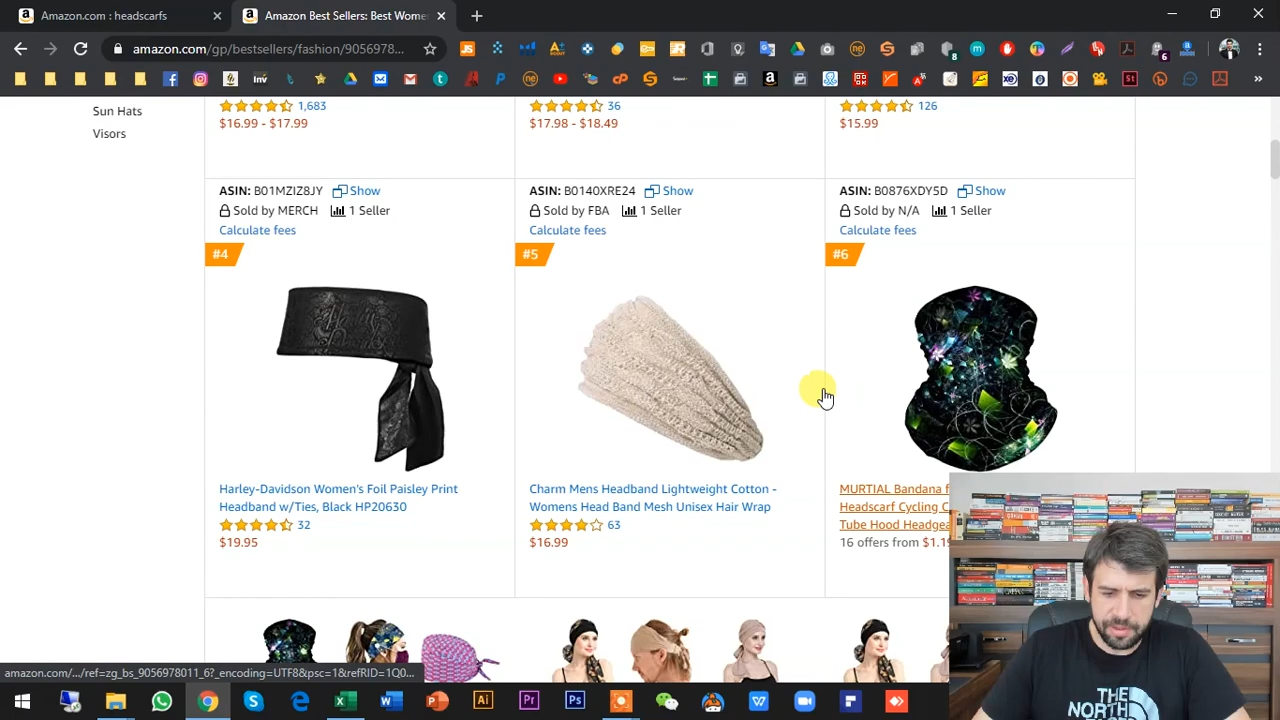 Amazon.com : headscarfs
Amazon Best Sellers: Best Wome
amazon.com/gp/bestsellers/fashion/9056978...
Inv
Sun Hats
Visors
1,683
$16.99 - $17.99
36
$17.98 - $18.49
126
$15.99
ASIN: B01MZIZ8JY Show
Sold by MERCH 1 Seller
Calculate fees
ASIN: B0140XRE24 Show
Sold by FBA 1 Seller
Calculate fees
ASIN: B0876XDY5D Show
Sold by N/A 1 Seller
Calculate fees
#4
#5
#6
Harley-Davidson Women's Foil Paisley Print
Headband w/Ties, Black HP20630
32
$19.95
Charm Mens Headband Lightweight Cotton -
Womens Head Band Mesh Unisex Hair Wrap
63
$16.99
MURTIAL Bandana f
Headscarf Cycling C
Tube Hood Headgea
16 offers from $1.19
THE
NORTH
amazon.com/.../ref=zg_bs_9056978011_6?_encoding=UTF8&psc=1&refRID=1Q0...